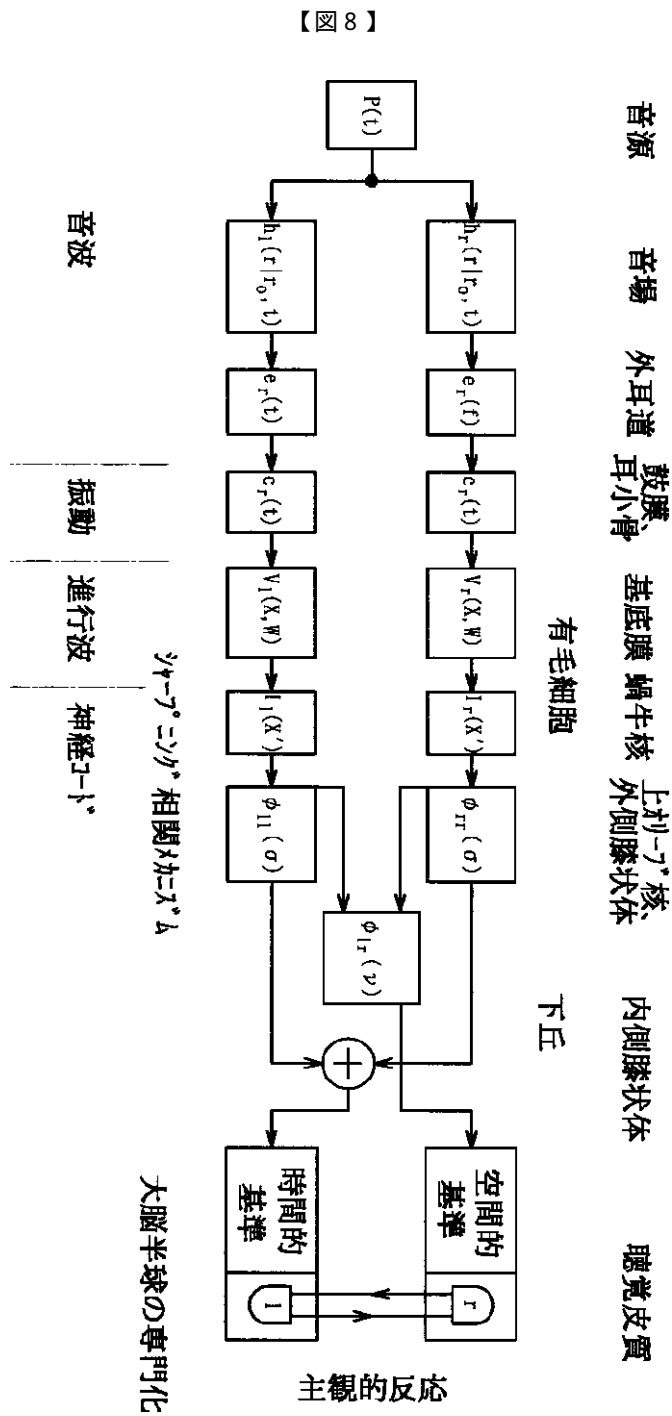 【図8】
音源
音場
外耳道
鼓膜、
耳小骨
基底膜
蝸牛核
上オリーブ核、
外側膝状体
内側膝状体
聴覚皮質
有毛細胞
下丘
P(t)
h_r(r|r_0,t)
e_r(f)
c_r(t)
V_r(X,W)
I_r(X')
φ_rr(σ)
空間的
基準
r
φ_lr(ν)
+
h_l(r|r_0,t)
e_r(t)
c_r(t)
V_l(X,W)
I_l(X')
φ_ll(σ)
時間的
基準
l
シャープニング
相関メカニズム
大脳半球の専門化
音波
振動
進行波
神経コード
主観的反応